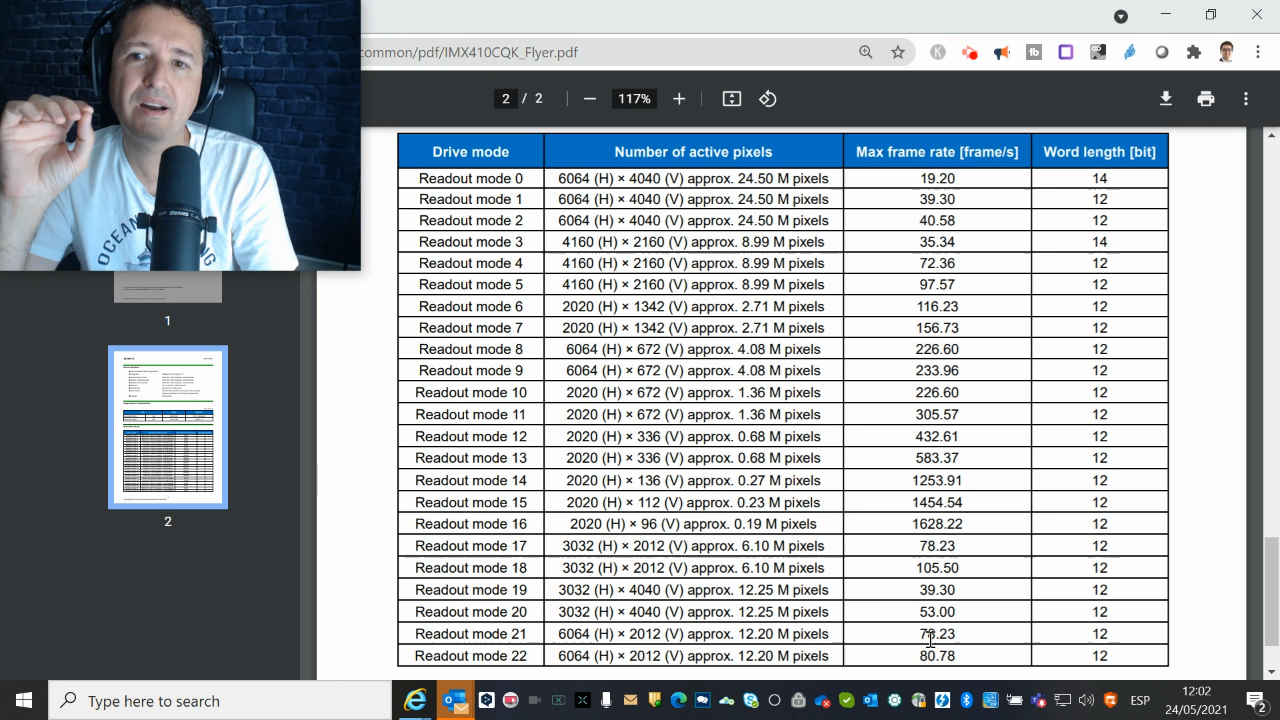 common/pdf/IMX410CQK_Flyer.pdf
2 / 2 117%
Drive mode Number of active pixels Max frame rate [frame/s] Word length [bit]
Readout mode 0 6064 (H) × 4040 (V) approx. 24.50 M pixels 19.20 14
Readout mode 1 6064 (H) × 4040 (V) approx. 24.50 M pixels 39.30 12
Readout mode 2 6064 (H) × 4040 (V) approx. 24.50 M pixels 40.58 12
Readout mode 3 4160 (H) × 2160 (V) approx. 8.99 M pixels 35.34 14
Readout mode 4 4160 (H) × 2160 (V) approx. 8.99 M pixels 72.36 12
Readout mode 5 4160 (H) × 2160 (V) approx. 8.99 M pixels 97.57 12
Readout mode 6 2020 (H) × 1342 (V) approx. 2.71 M pixels 116.23 12
Readout mode 7 2020 (H) × 1342 (V) approx. 2.71 M pixels 156.73 12
Readout mode 8 6064 (H) × 672 (V) approx. 4.08 M pixels 226.60 12
Readout mode 9 6064 (H) × 672 (V) approx. 4.08 M pixels 233.96 12
Readout mode 10 2020 (H) × 672 (V) approx. 1.36 M pixels 226.60 12
Readout mode 11 2020 (H) × 672 (V) approx. 1.36 M pixels 305.57 12
Readout mode 12 2020 (H) × 336 (V) approx. 0.68 M pixels 432.61 12
Readout mode 13 2020 (H) × 336 (V) approx. 0.68 M pixels 583.37 12
Readout mode 14 2020 (H) × 136 (V) approx. 0.27 M pixels 1253.91 12
Readout mode 15 2020 (H) × 112 (V) approx. 0.23 M pixels 1454.54 12
Readout mode 16 2020 (H) × 96 (V) approx. 0.19 M pixels 1628.22 12
Readout mode 17 3032 (H) × 2012 (V) approx. 6.10 M pixels 78.23 12
Readout mode 18 3032 (H) × 2012 (V) approx. 6.10 M pixels 105.50 12
Readout mode 19 3032 (H) × 4040 (V) approx. 12.25 M pixels 39.30 12
Readout mode 20 3032 (H) × 4040 (V) approx. 12.25 M pixels 53.00 12
Readout mode 21 6064 (H) × 2012 (V) approx. 12.20 M pixels 78.23 12
Readout mode 22 6064 (H) × 2012 (V) approx. 12.20 M pixels 80.78 12
1
2
OCEAN
Type here to search
ESP
12:02
24/05/2021
2